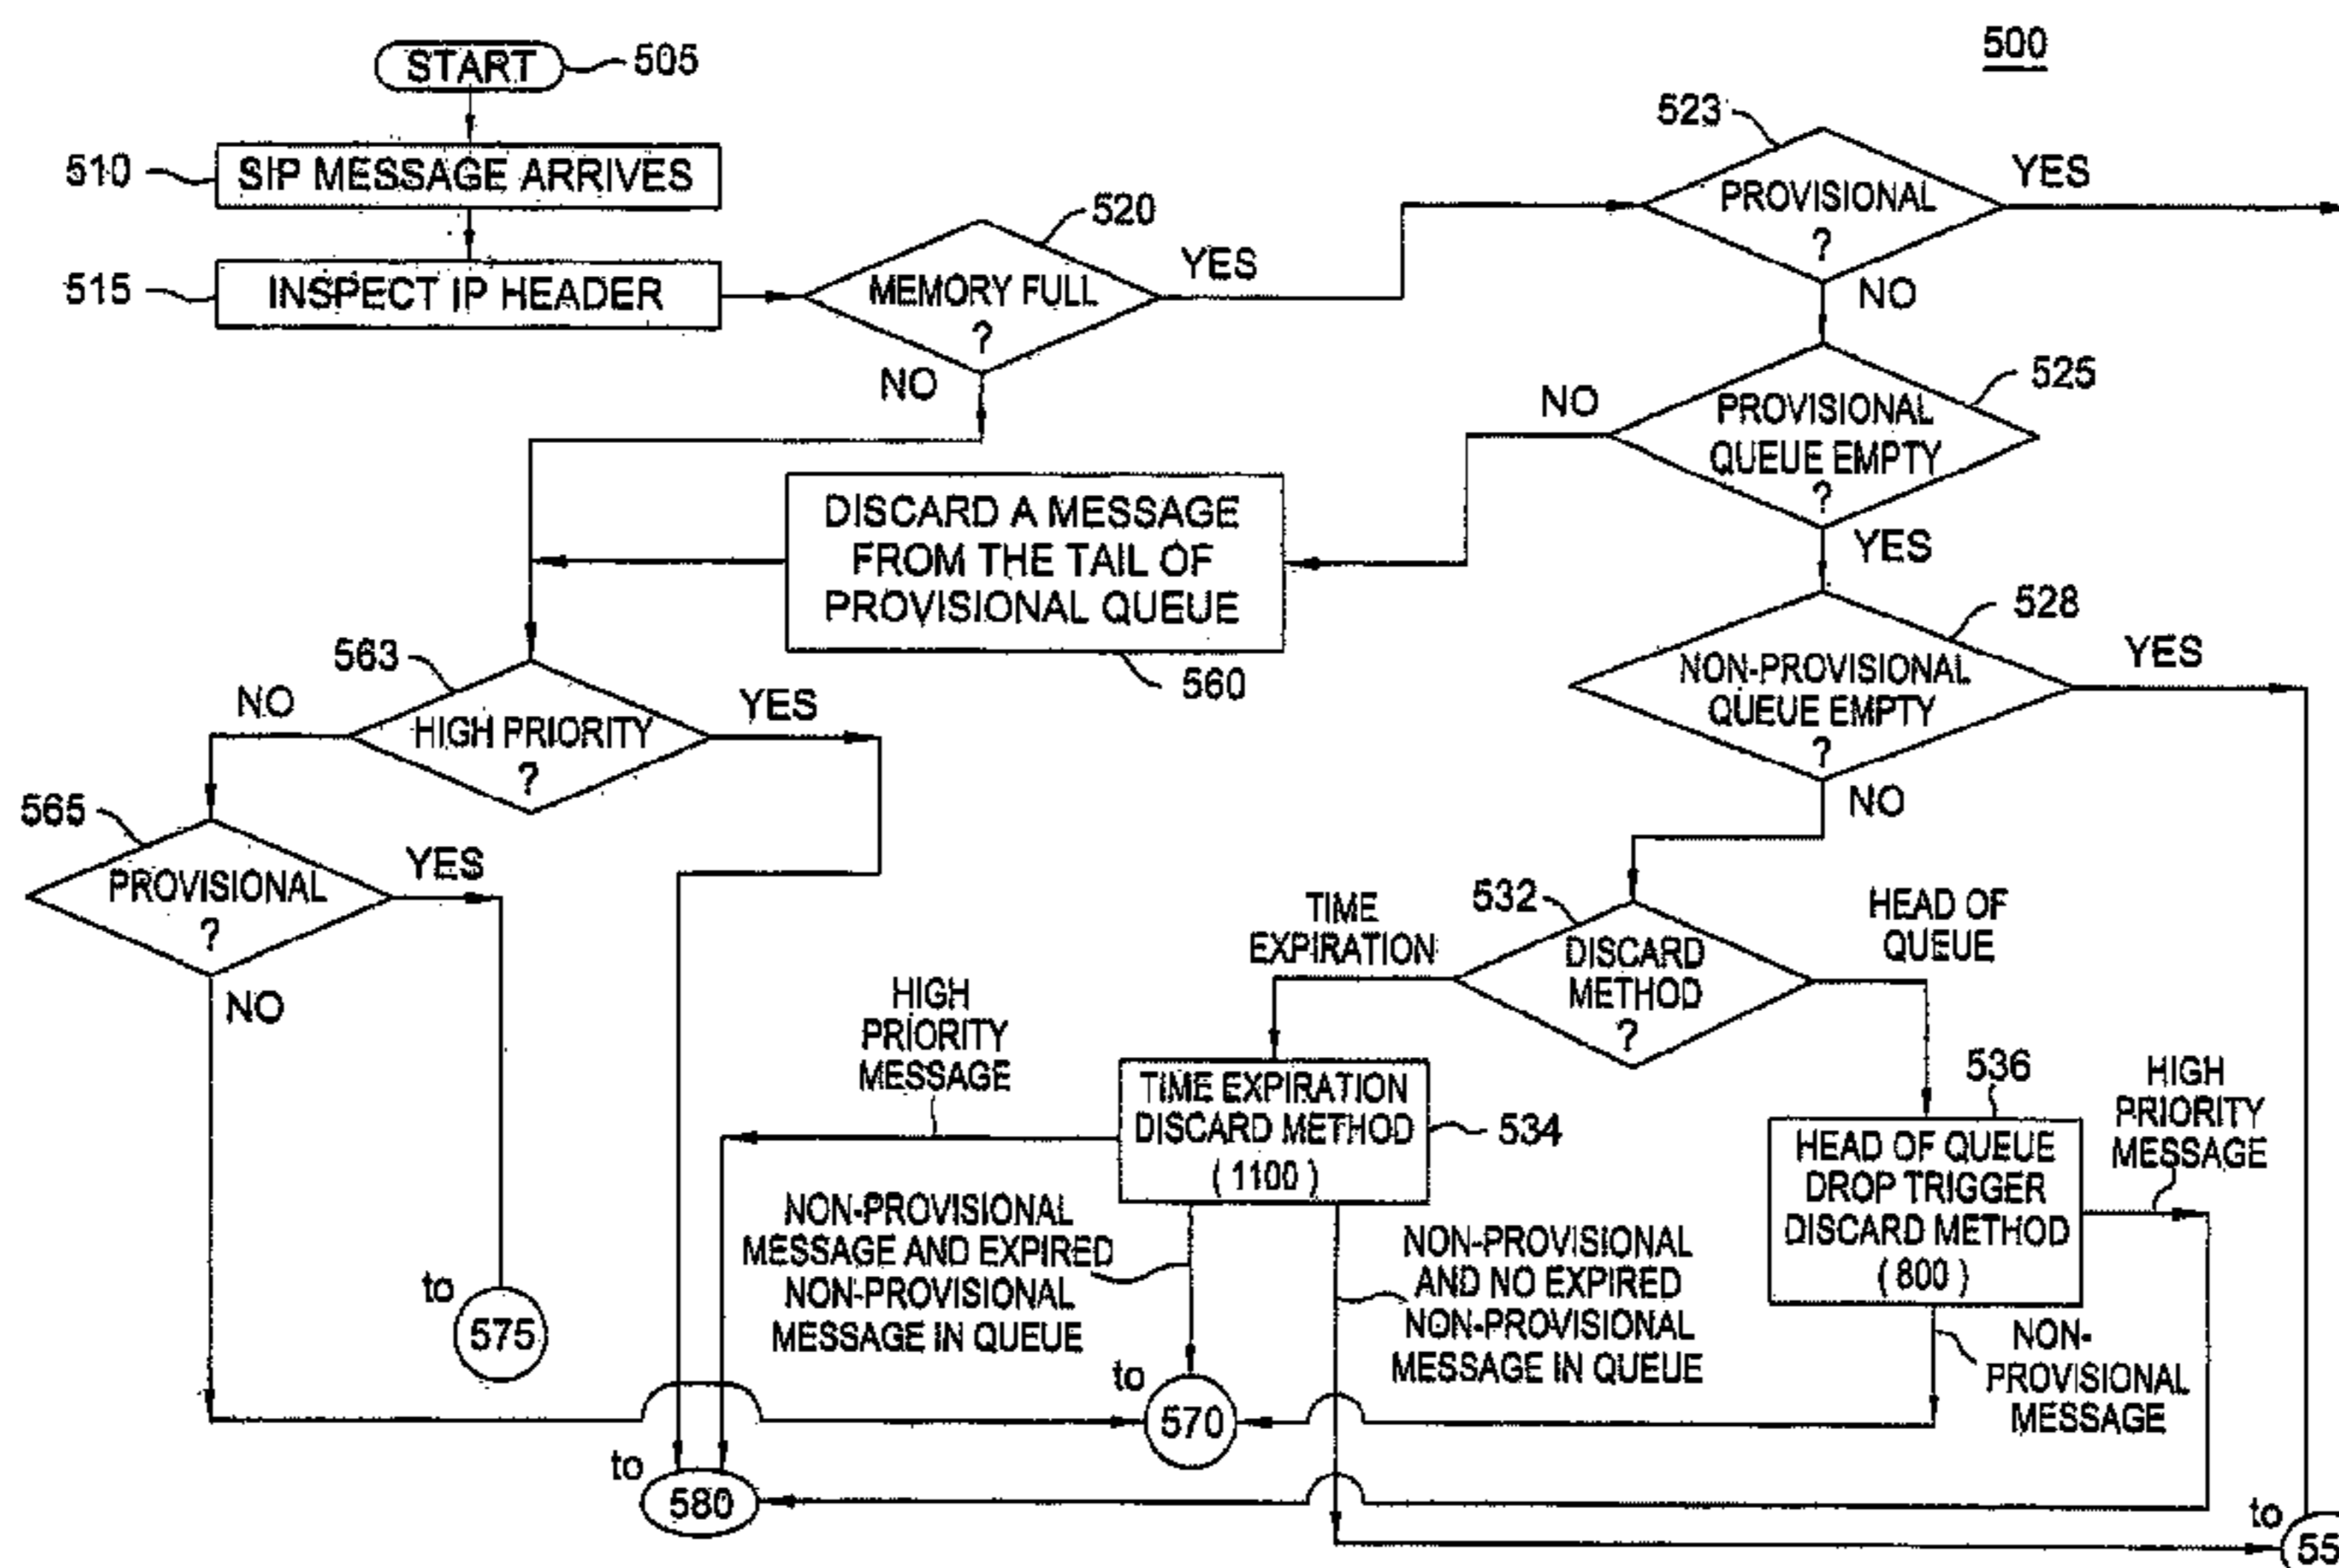 500
START
505
510
SIP MESSAGE ARRIVES
515
INSPECT IP HEADER
520
MEMORY FULL
?
YES
NO
523
PROVISIONAL
?
YES
NO
525
PROVISIONAL
QUEUE EMPTY
?
NO
YES
DISCARD A MESSAGE
FROM THE TAIL OF
PROVISIONAL QUEUE
560
528
NON-PROVISIONAL
QUEUE EMPTY
?
YES
NO
563
HIGH PRIORITY
?
NO
YES
565
PROVISIONAL
?
YES
NO
532
DISCARD
METHOD
?
TIME
EXPIRATION
HEAD OF
QUEUE
HIGH
PRIORITY
MESSAGE
TIME EXPIRATION
DISCARD METHOD
( 1100 )
534
536
HEAD OF QUEUE
DROP TRIGGER
DISCARD METHOD
( 800 )
HIGH
PRIORITY
MESSAGE
NON-PROVISIONAL
MESSAGE AND EXPIRED
NON-PROVISIONAL
MESSAGE IN QUEUE
NON-PROVISIONAL
AND NO EXPIRED
NON-PROVISIONAL
MESSAGE IN QUEUE
NON-
PROVISIONAL
MESSAGE
to
575
to
570
to
580
to